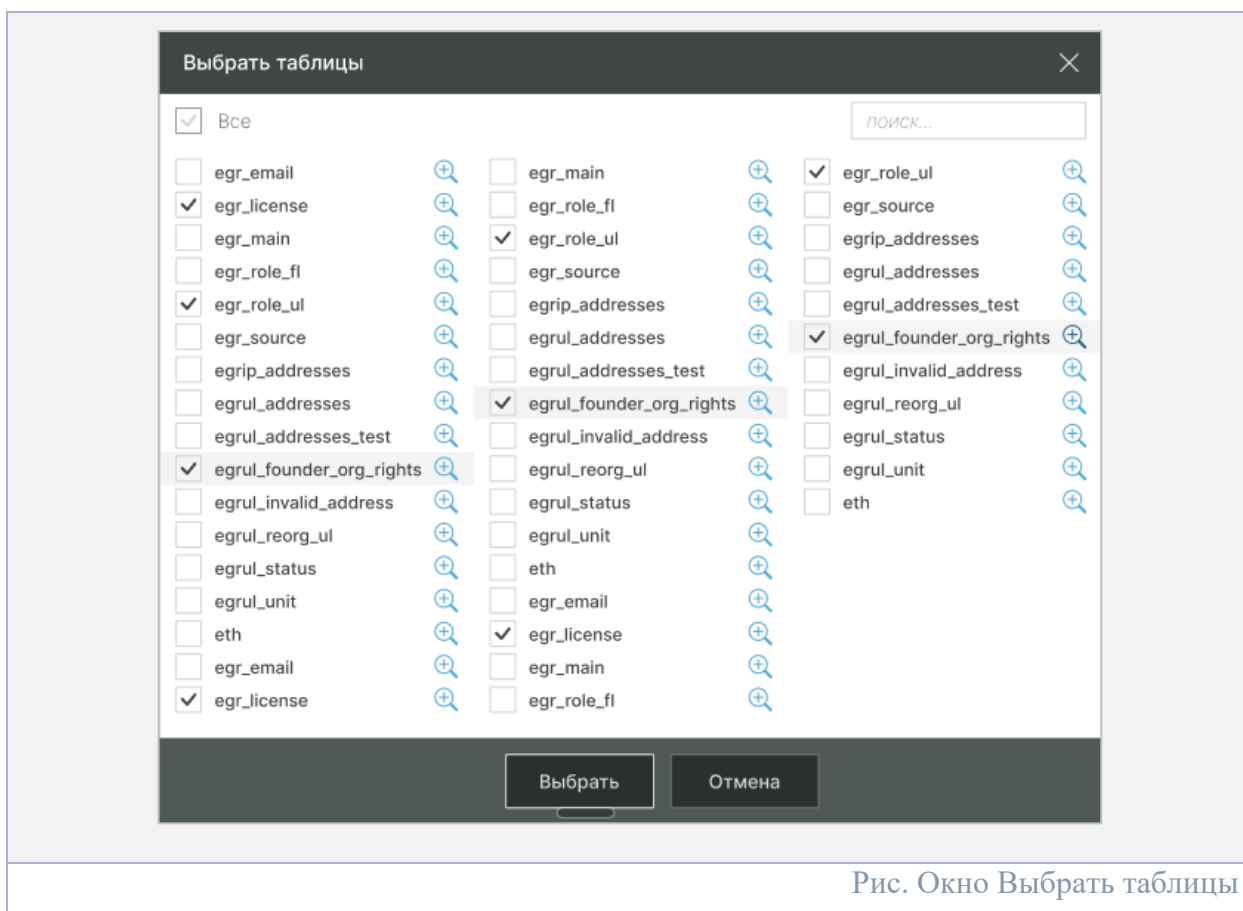 Выбрать таблицы
Все
поиск...
egr_email
egr_license
egr_main
egr_role_fl
egr_role_ul
egr_source
egrip_addresses
egrul_addresses
egrul_addresses_test
egrul_founder_org_rights
egrul_invalid_address
egrul_reorg_ul
egrul_status
egrul_unit
eth
egr_email
egr_license
egr_main
egr_role_fl
egr_role_ul
egr_source
egrip_addresses
egrul_addresses
egrul_addresses_test
egrul_founder_org_rights
egrul_invalid_address
egrul_reorg_ul
egrul_status
egrul_unit
eth
egr_email
egr_license
egr_main
egr_role_fl
egr_role_ul
egr_source
egrip_addresses
egrul_addresses
egrul_addresses_test
egrul_founder_org_rights
egrul_invalid_address
egrul_reorg_ul
egrul_status
egrul_unit
eth
Выбрать
Отмена
Рис. Окно Выбрать таблицы